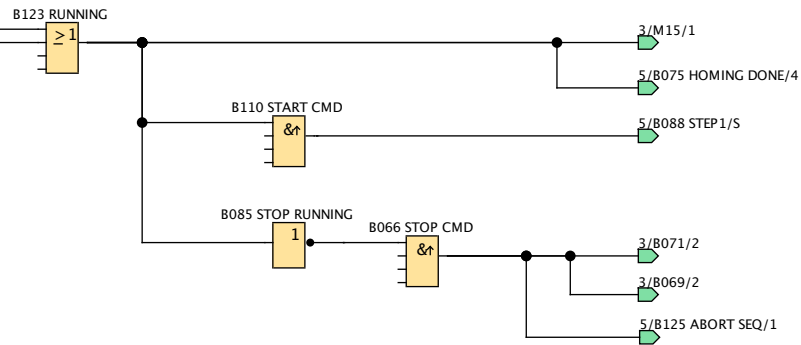 B123 RUNNING
≥1
3/M15/1
5/B075 HOMING DONE/4
B110 START CMD
&↑
5/B088 STEP1/S
B085 STOP RUNNING
1
B066 STOP CMD
&↑
3/B071/2
3/B069/2
5/B125 ABORT SEQ/1